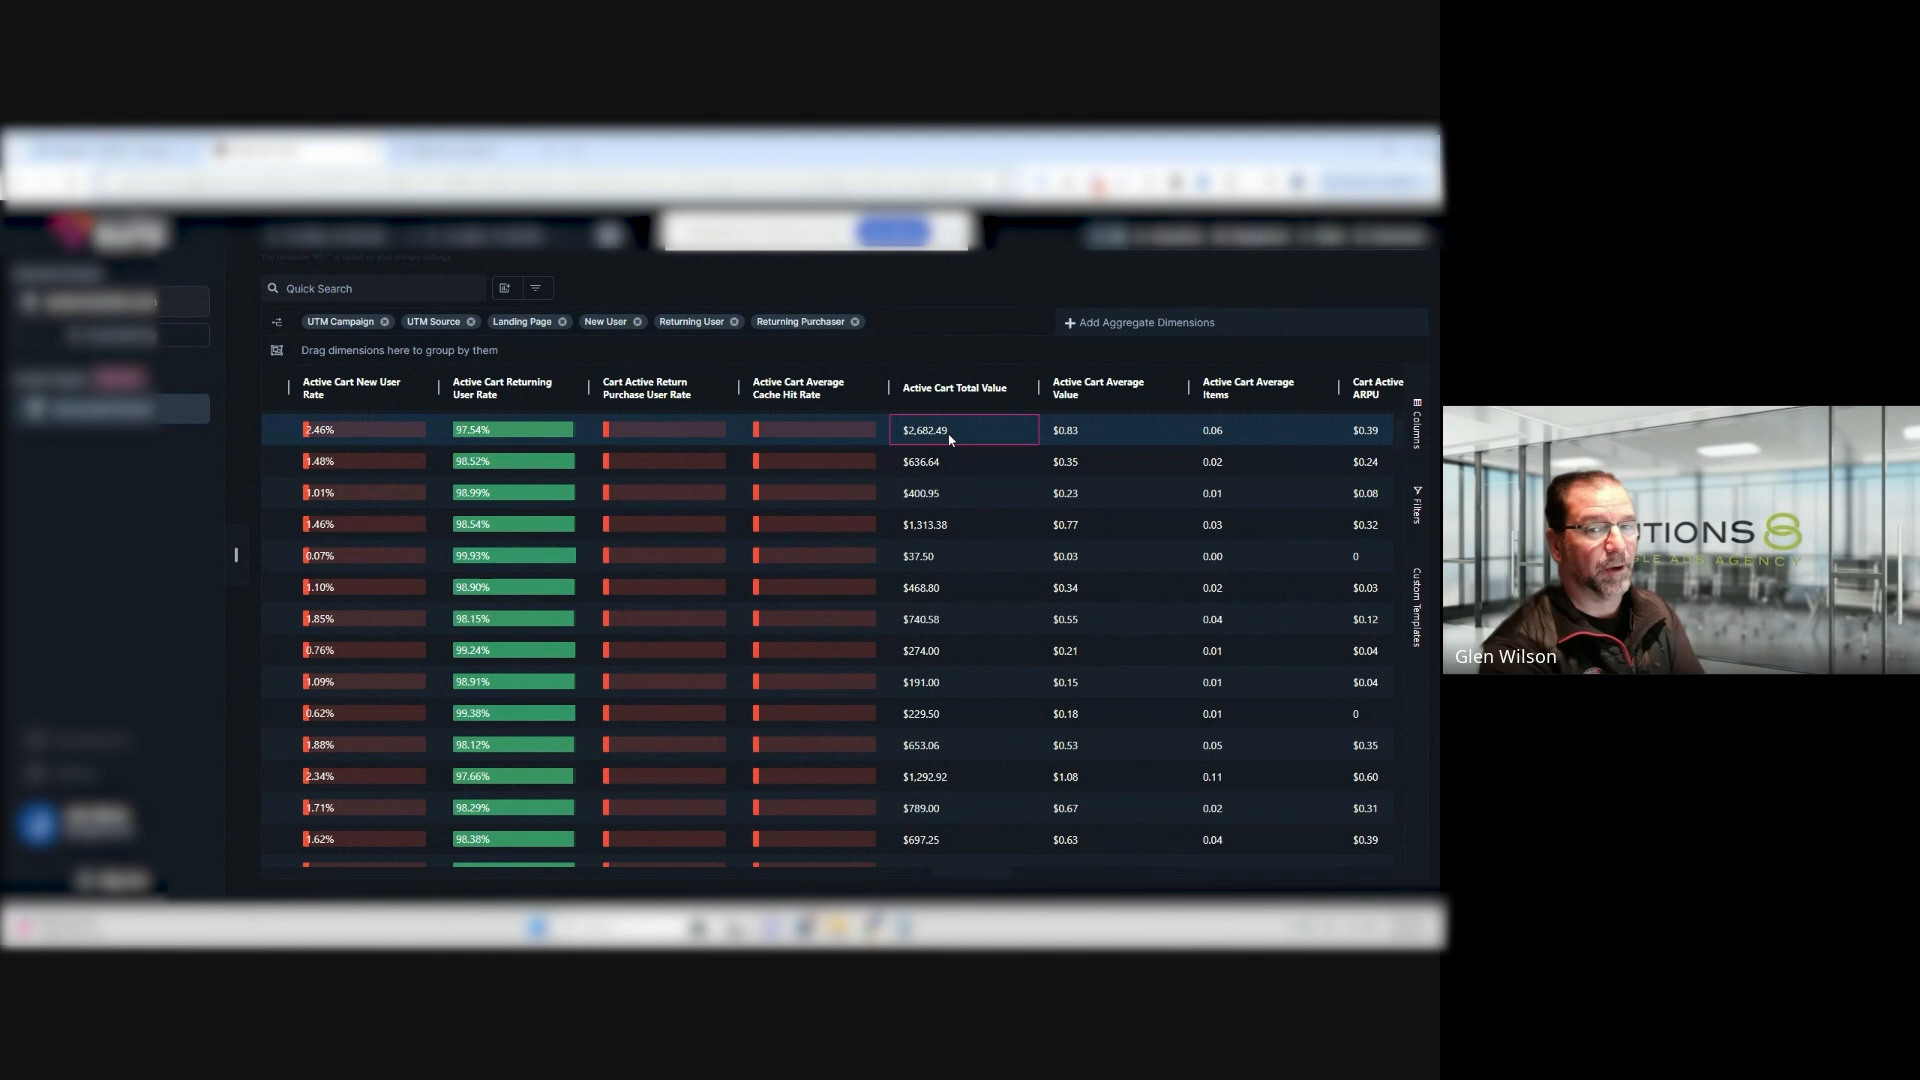 Quick Search
UTM Campaign UTM Source Landing Page New User Returning User Returning Purchaser
Add Aggregate Dimensions
Drag dimensions here to group by them
Active Cart New User Rate
Active Cart Returning User Rate
Cart Active Return Purchase User Rate
Active Cart Average Cache Hit Rate
Active Cart Total Value
Active Cart Average Value
Active Cart Average Items
Cart Active ARPU
2.46% 97.54% $2,682.49 $0.83 0.06 $0.39
1.48% 98.52% $636.64 $0.35 0.02 $0.24
1.01% 98.99% $400.95 $0.23 0.01 $0.08
1.46% 98.54% $1,313.38 $0.77 0.03 $0.32
0.07% 99.93% $37.50 $0.03 0.00 0
1.10% 98.90% $468.80 $0.34 0.02 $0.03
1.85% 98.15% $740.58 $0.55 0.04 $0.12
0.76% 99.24% $274.00 $0.21 0.01 $0.04
1.09% 98.91% $191.00 $0.15 0.01 $0.04
0.62% 99.38% $229.50 $0.18 0.01 0
1.88% 98.12% $653.06 $0.53 0.05 $0.35
2.34% 97.66% $1,292.92 $1.08 0.11 $0.60
1.71% 98.29% $789.00 $0.67 0.02 $0.31
1.62% 98.38% $697.25 $0.63 0.04 $0.39
Columns
Filters
Custom Templates
UTIONS 8
GLE ADS AGENCY
Glen Wilson